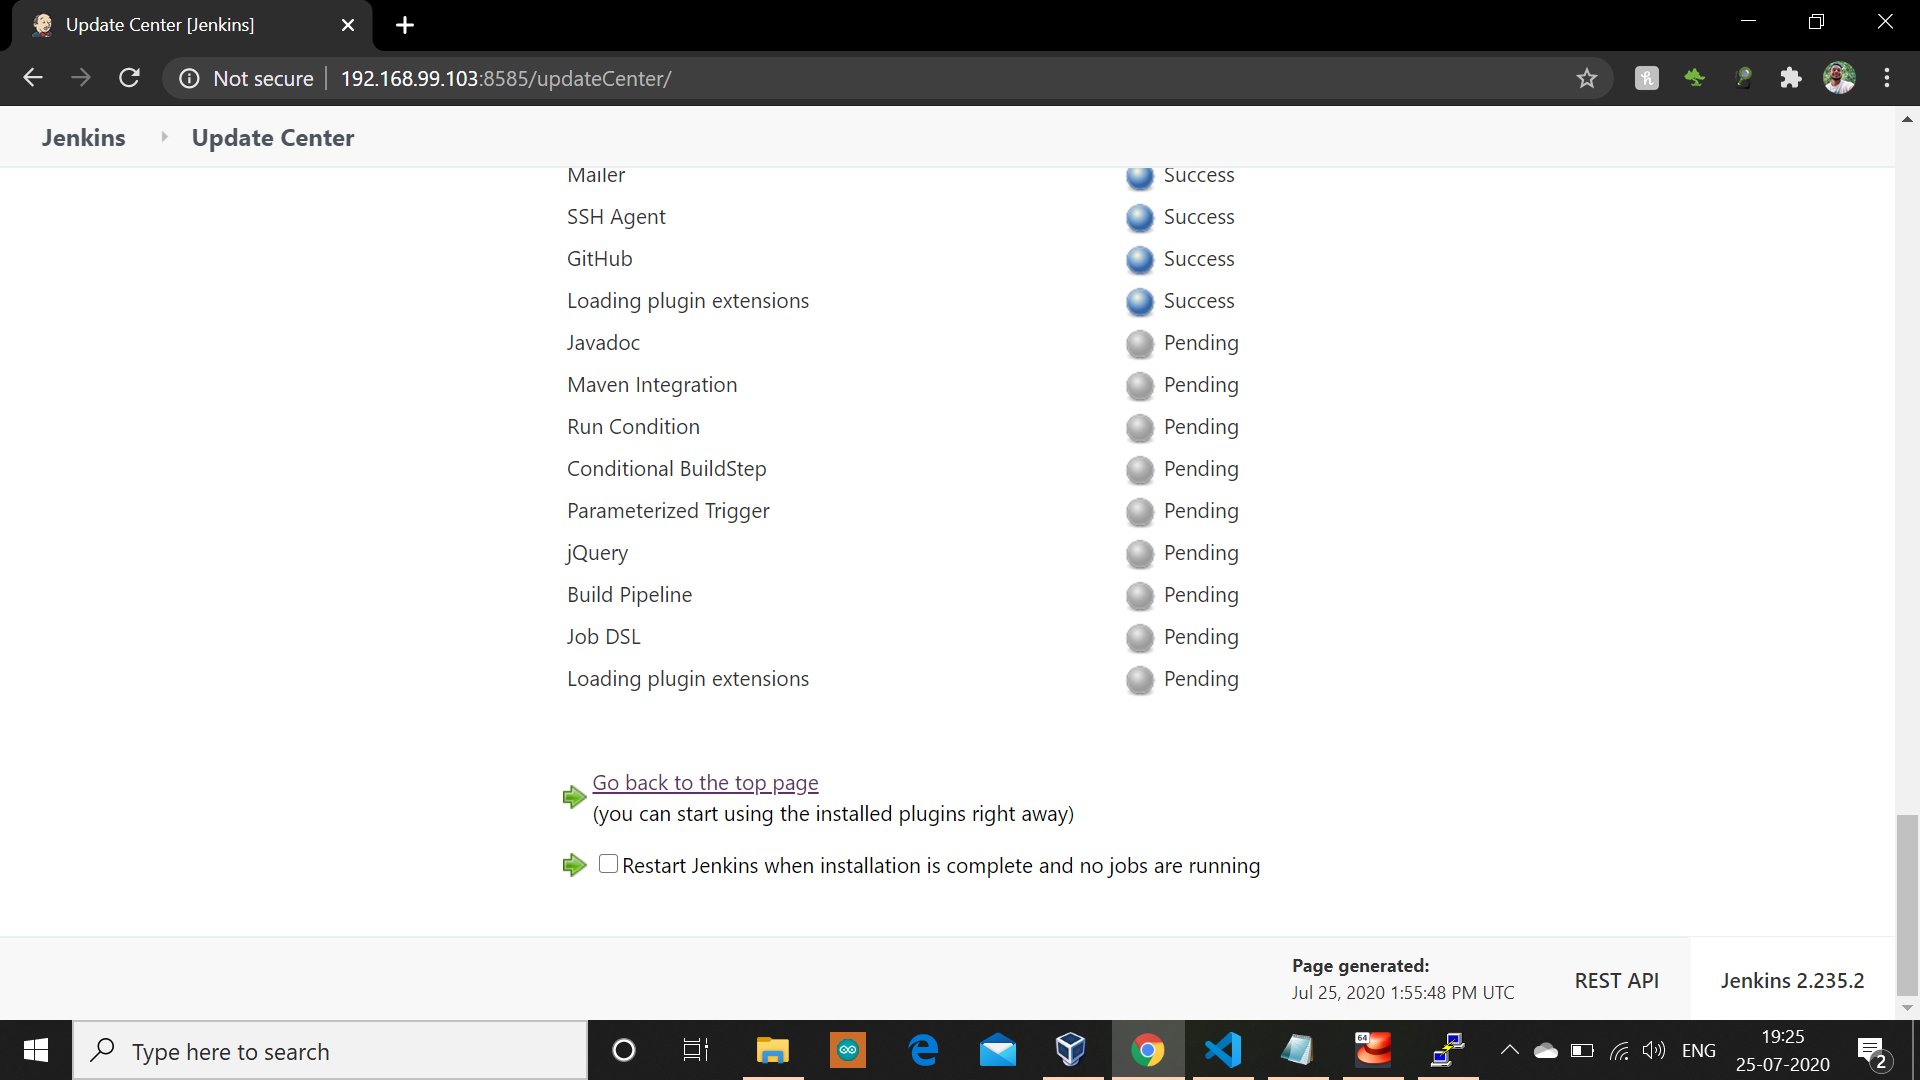 Update Center [Jenkins]
Not secure | 192.168.99.103:8585/updateCenter/
Jenkins Update Center
Mailer Success
SSH Agent Success
GitHub Success
Loading plugin extensions Success
Javadoc Pending
Maven Integration Pending
Run Condition Pending
Conditional BuildStep Pending
Parameterized Trigger Pending
jQuery Pending
Build Pipeline Pending
Job DSL Pending
Loading plugin extensions Pending
Go back to the top page
(you can start using the installed plugins right away)
Restart Jenkins when installation is complete and no jobs are running
Page generated:
Jul 25, 2020 1:55:48 PM UTC
REST API
Jenkins 2.235.2
Type here to search
64
ENG
19:25
25-07-2020
2